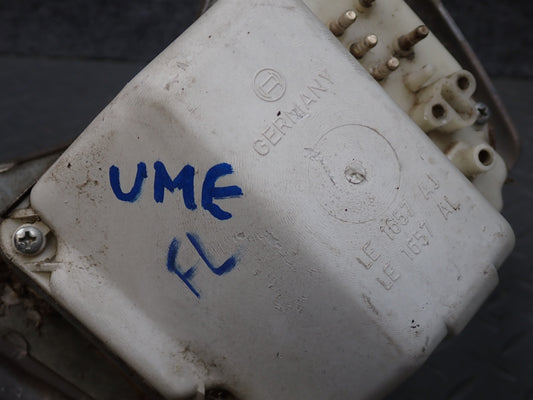 GERMANY
LE 1657 AJ
LE 1657 AL
UME
FL